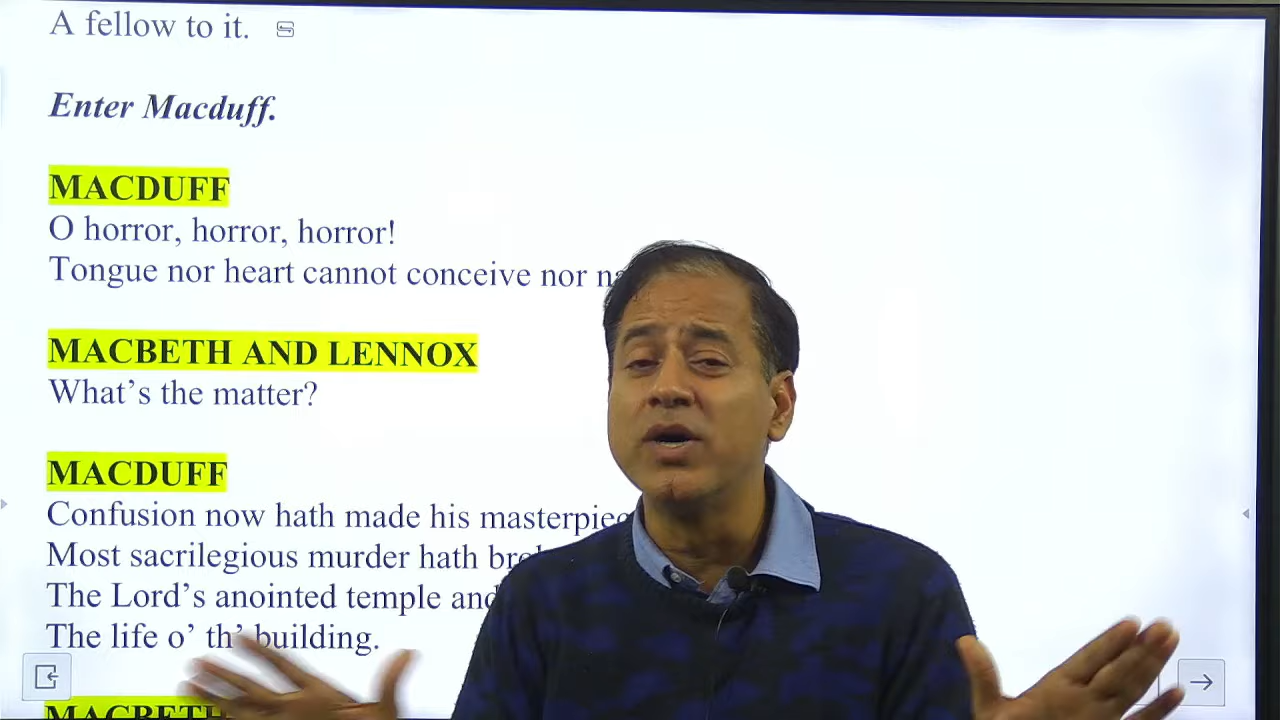 A fellow to it.
Enter Macduff.
MACDUFF
O horror, horror, horror!
Tongue nor heart cannot conceive nor
MACBETH AND LENNOX
What's the matter?
MACDUFF
Confusion now hath made his
Most sacrilegious murder hath
The Lord's anointed temple and
The life o' th' building.
MACBETH